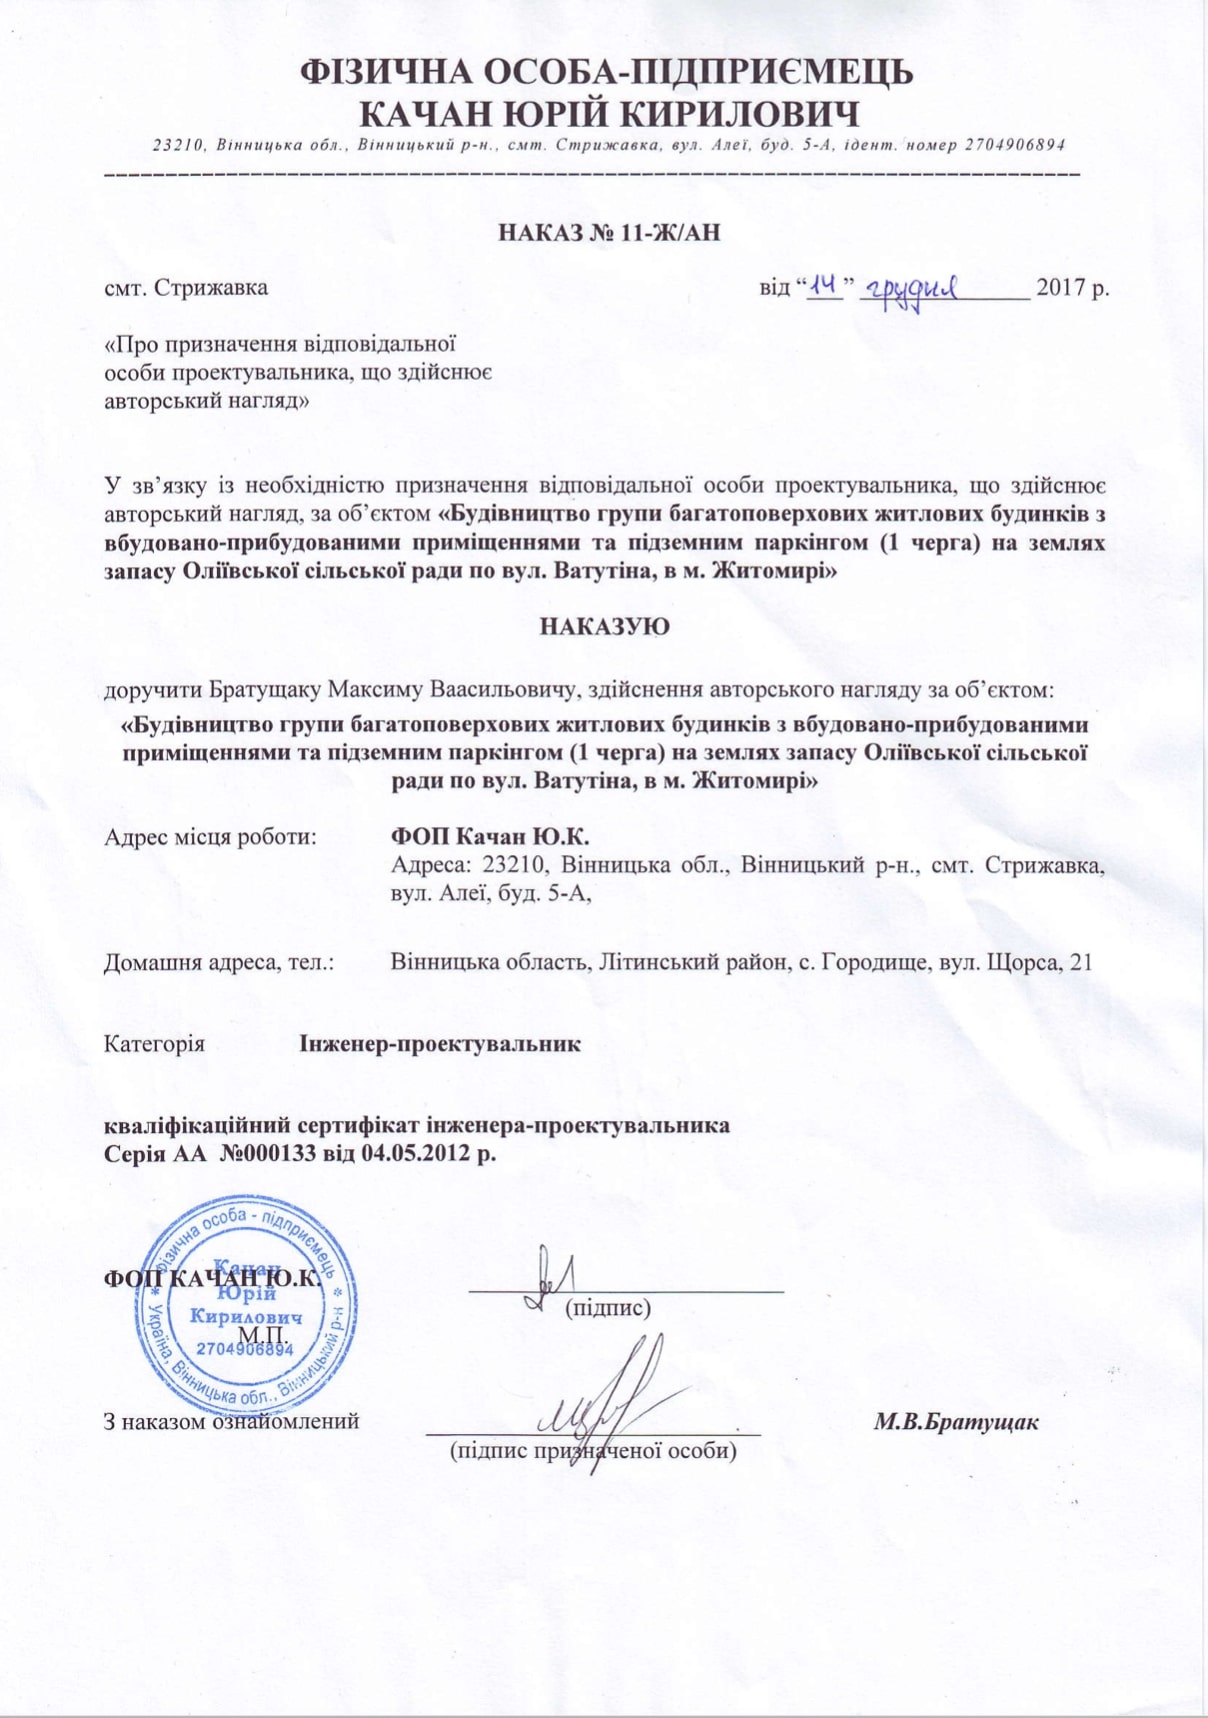 ФІЗИЧНА ОСОБА-ПІДПРИЄМЕЦЬ
КАЧАН ЮРІЙ КИРИЛОВИЧ
23210, Вінницька обл., Вінницький р-н., смт. Стрижавка, вул. Алеї, буд. 5-А, ідент. номер 2704906894
НАКАЗ № 11-Ж/АН
смт. Стрижавка від “14” грудня 2017 р.
«Про призначення відповідальної
особи проектувальника, що здійснює
авторський нагляд»
У зв’язку із необхідністю призначення відповідальної особи проектувальника, що здійснює
авторський нагляд, за об’єктом «Будівництво групи багатоповерхових житлових будинків з
вбудовано-прибудованими приміщеннями та підземним паркінгом (1 черга) на землях
запасу Оліївської сільської ради по вул. Ватутіна, в м. Житомирі»
НАКАЗУЮ
доручити Братущаку Максиму Ваасильовичу, здійснення авторського нагляду за об’єктом:
«Будівництво групи багатоповерхових житлових будинків з вбудовано-прибудованими
приміщеннями та підземним паркінгом (1 черга) на землях запасу Оліївської сільської
ради по вул. Ватутіна, в м. Житомирі»
Адрес місця роботи: ФОП Качан Ю.К.
Адреса: 23210, Вінницька обл., Вінницький р-н., смт. Стрижавка,
вул. Алеї, буд. 5-А,
Домашня адреса, тел.: Вінницька область, Літинський район, с. Городище, вул. Щорса, 21
Категорія Інженер-проектувальник
кваліфікаційний сертифікат інженера-проектувальника
Серія АА №000133 від 04.05.2012 р.
Фізична особа - підприємець * Україна, Вінницька обл., Вінницький р-н *
Качан
Юрій
Кирилович
2704906894
ФОП КАЧАН Ю.К.
(підпис)
М.П.
З наказом ознайомлений М.В.Братущак
(підпис призначеної особи)